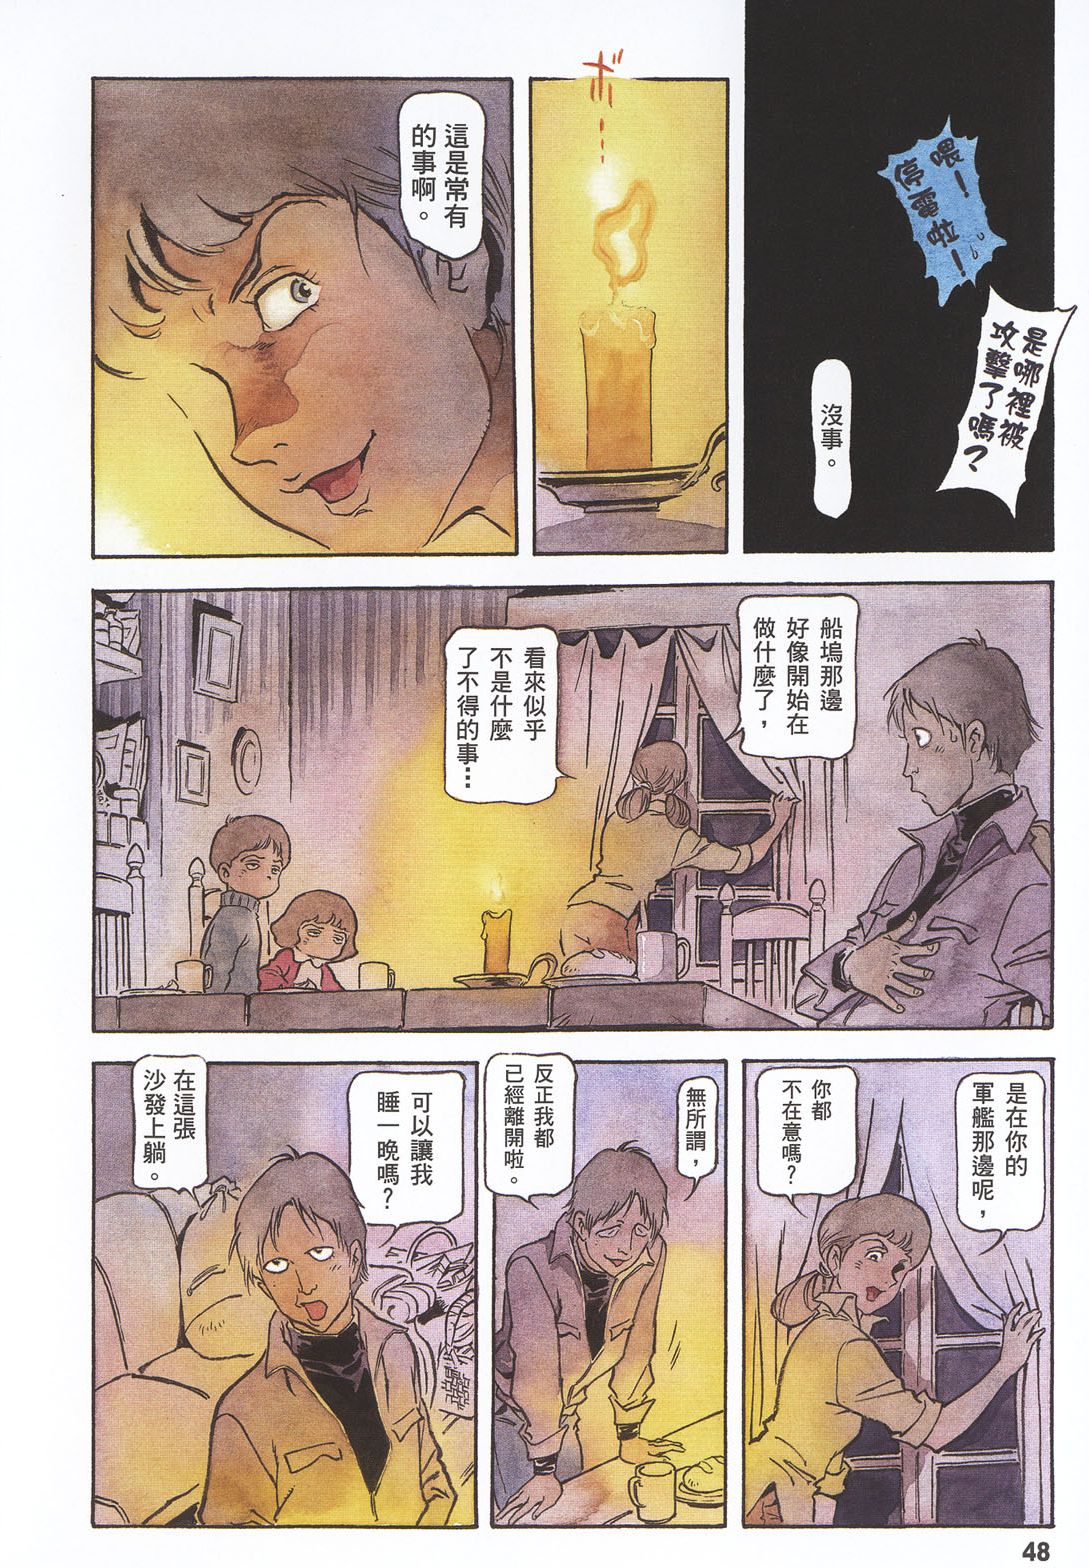 喂！
停電啦！
是哪裡被
攻擊了嗎？
沒事。
ボ
這是常有
的事啊。
船塢那邊
好像開始在
做什麼了，
看來似乎
不是什麼
了不得的事…
是在你的
軍艦那邊呢，
你都
不在意嗎？
無所謂，
反正我都
已經離開啦。
可以讓我
睡一晚嗎？
在這張
沙發上躺。
48